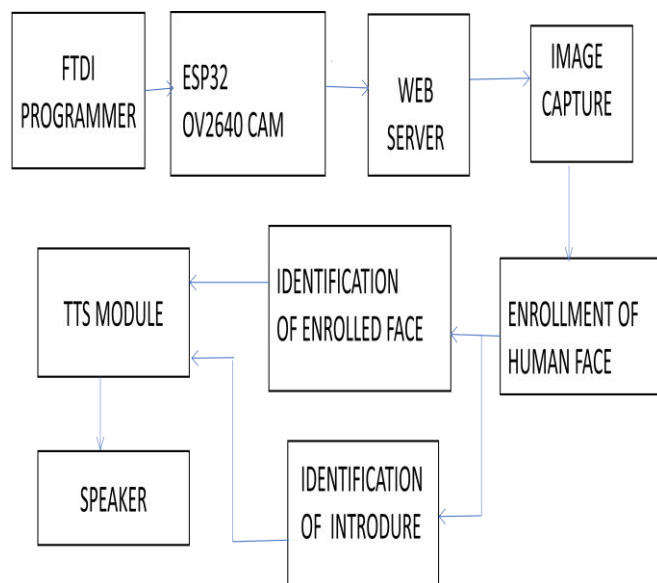 FTDI
PROGRAMMER
ESP32
OV2640 CAM
WEB
SERVER
IMAGE
CAPTURE
TTS MODULE
IDENTIFICATION
OF ENROLLED FACE
ENROLLMENT OF
HUMAN FACE
SPEAKER
IDENTIFICATION
OF INTRODURE